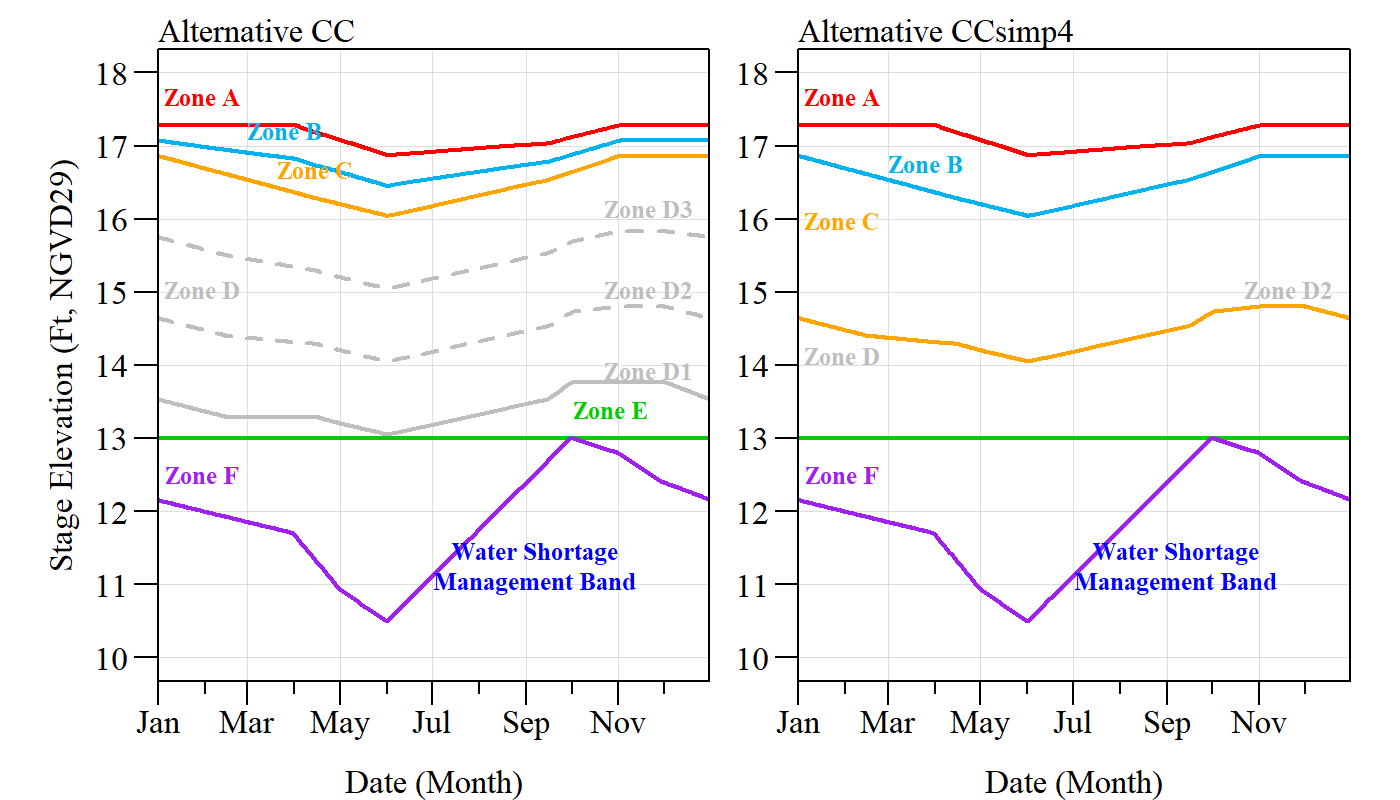 Alternative CC
Stage Elevation (Ft, NGVD29)
18
17
16
15
14
13
12
11
10
Zone A
Zone B
Zone C
Zone D3
Zone D
Zone D2
Zone D1
Zone E
Zone F
Water Shortage
Management Band
Jan Mar May Jul Sep Nov
Date (Month)
Alternative CCsimp4
18
17
16
15
14
13
12
11
10
Zone A
Zone B
Zone C
Zone D2
Zone D
Zone F
Water Shortage
Management Band
Jan Mar May Jul Sep Nov
Date (Month)